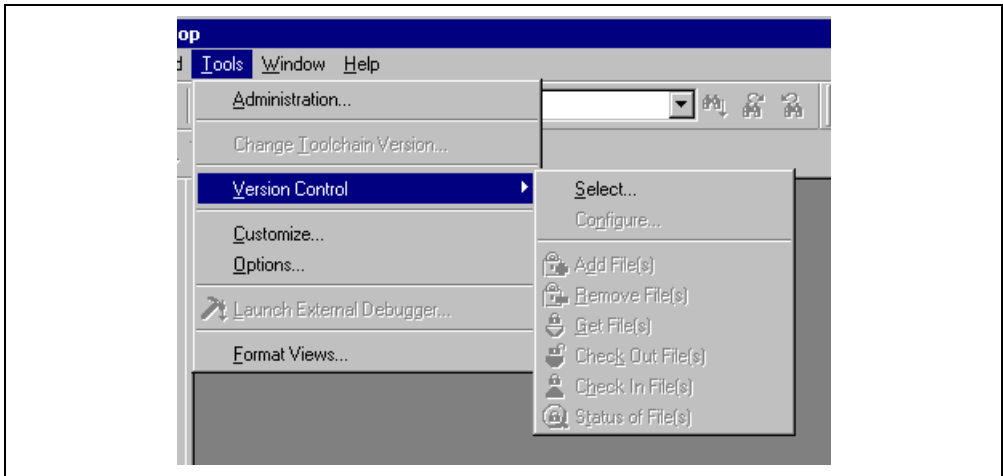 op
Tools Window Help
Administration...
Change Toolchain Version...
Version Control
Select...
Configure...
Customize...
Options...
Add File(s)
Remove File(s)
Launch External Debugger...
Get File(s)
Format Views...
Check Out File(s)
Check In File(s)
Status of File(s)